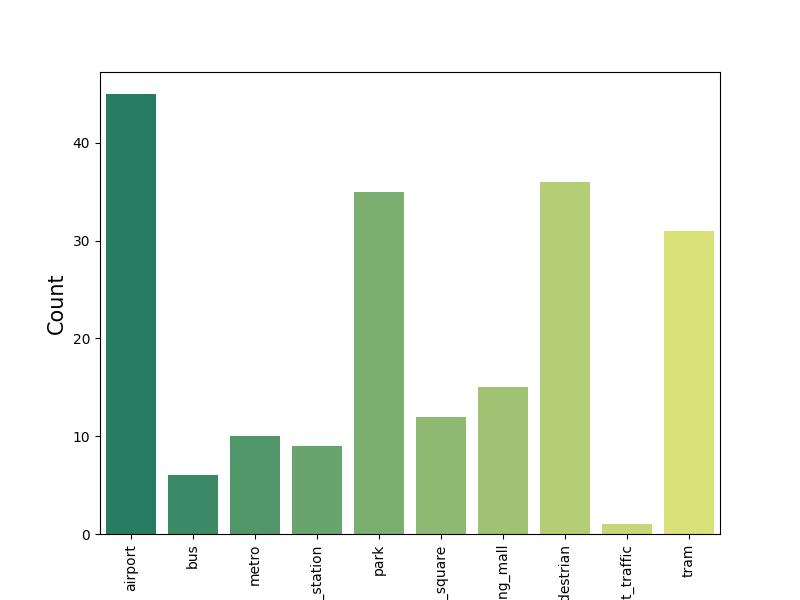 Count
40
30
20
10
0
airport
bus
metro
_station
park
_square
ng_mall
destrian
t_traffic
tram